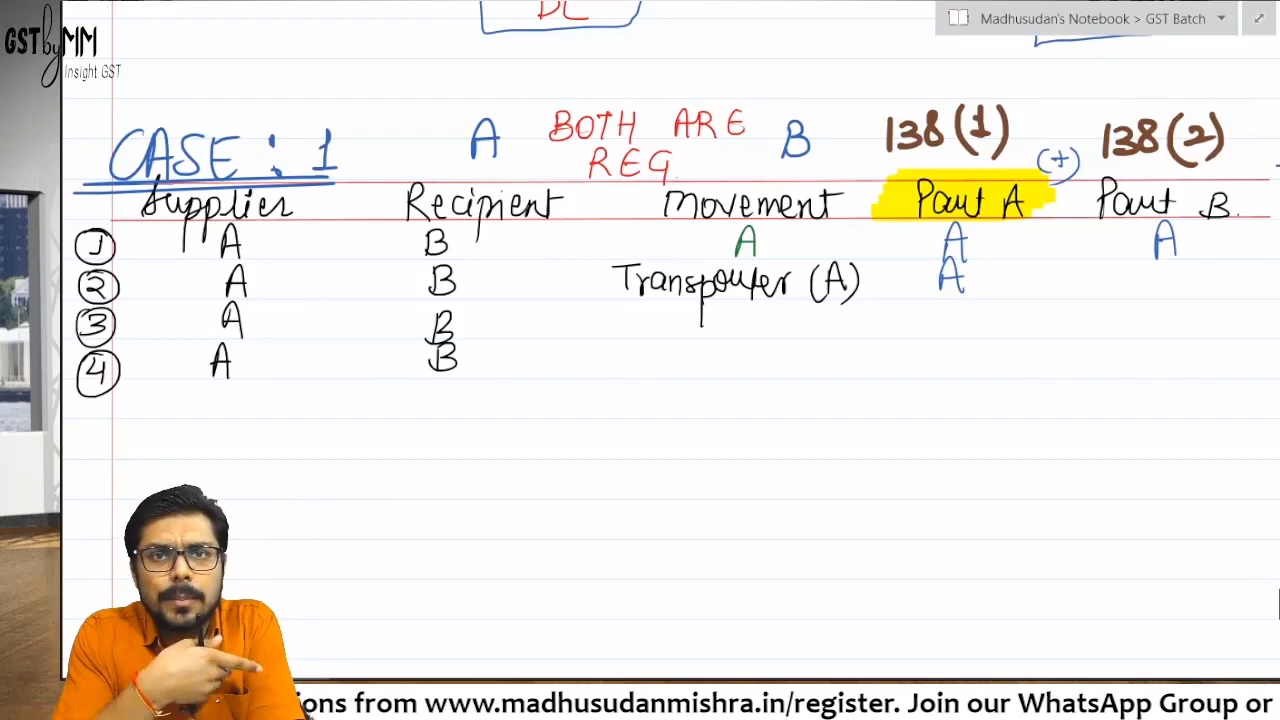 DC
Madhusudan's Notebook > GST Batch
GST by MM
Insight GST
CASE : 1 A BOTH ARE REG. B 138(1) (+) 138(2)
Supplier Recipient Movement Part A Part B.
1 A B A A A
2 A B Transporter (A) A
3 A B
4 A B
ions from www.madhusudanmishra.in/register. Join our WhatsApp Group or